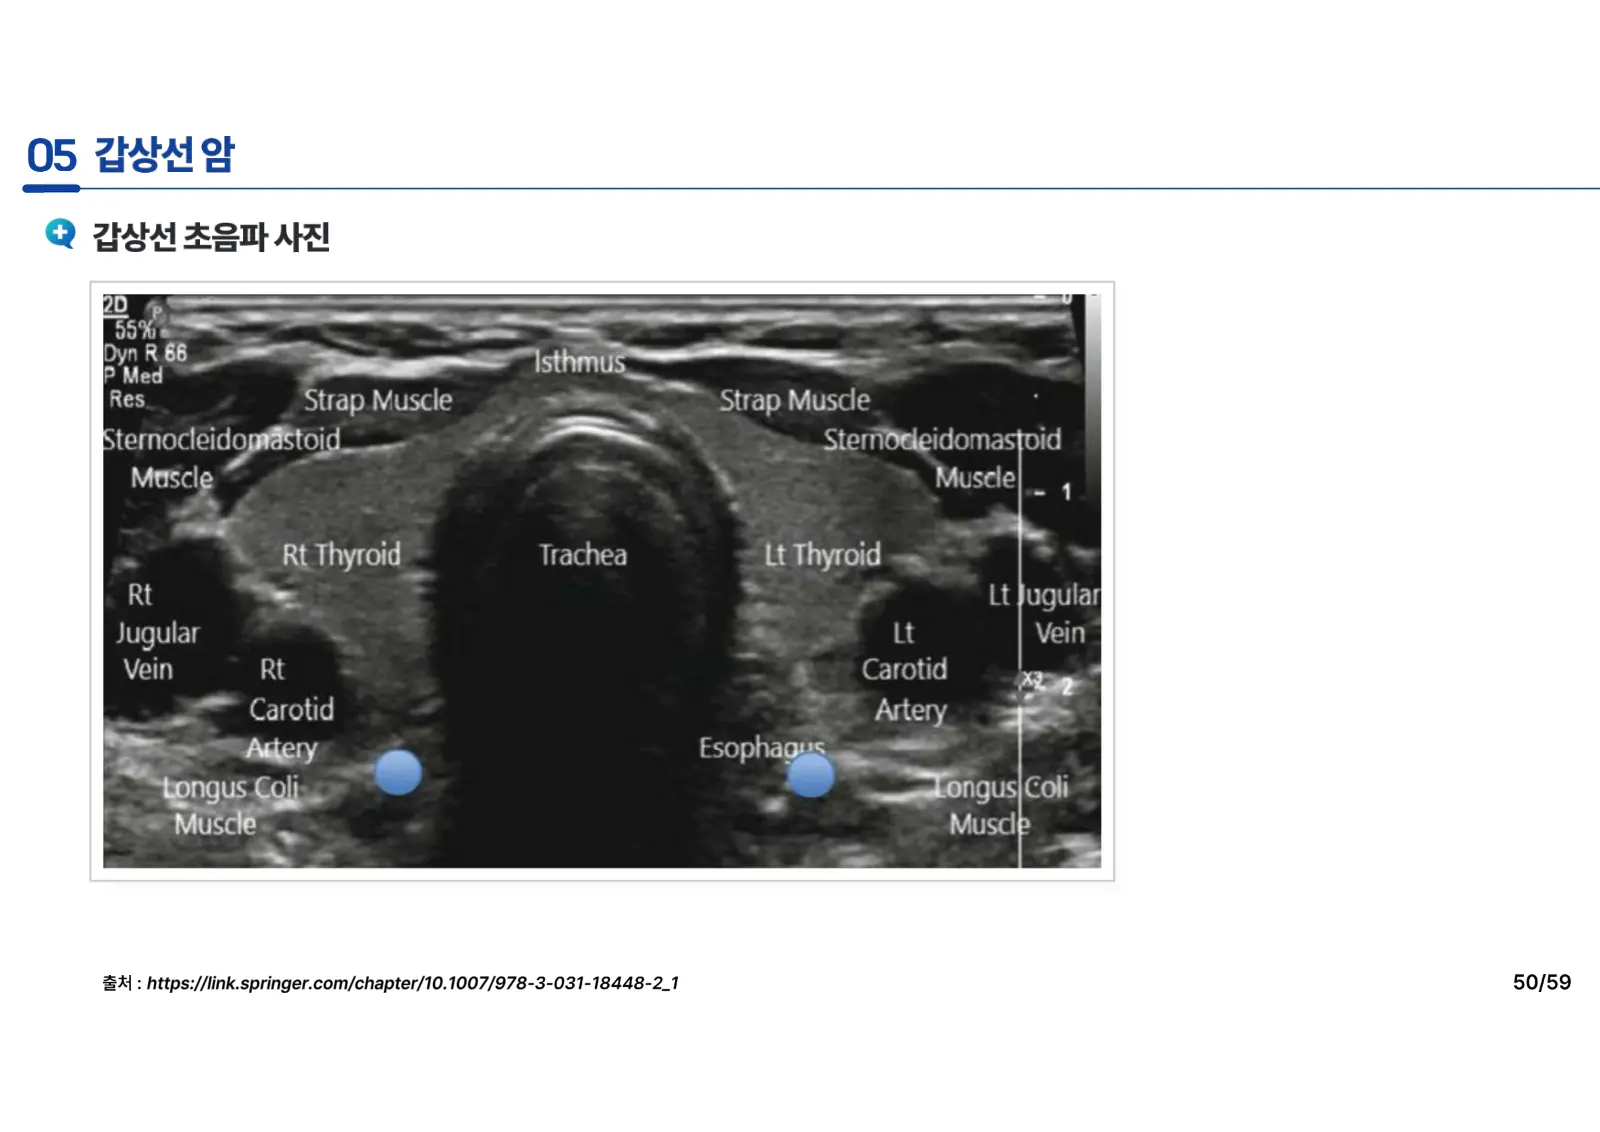 05 갑상선 암
갑상선 초음파 사진
2D
P
55%
Dyn R 66
P Med
Res
0
Isthmus
Strap Muscle
Strap Muscle
Sternocleidomastoid
Muscle
Sternocleidomastoid
Muscle
1
Rt Thyroid
Trachea
Lt Thyroid
Rt
Jugular
Vein
Lt Jugular
Vein
Rt
Carotid
Artery
Lt
Carotid
Artery
2
Esophagus
Longus Coli
Muscle
Longus Coli
Muscle
출처 : https://link.springer.com/chapter/10.1007/978-3-031-18448-2_1
50/59